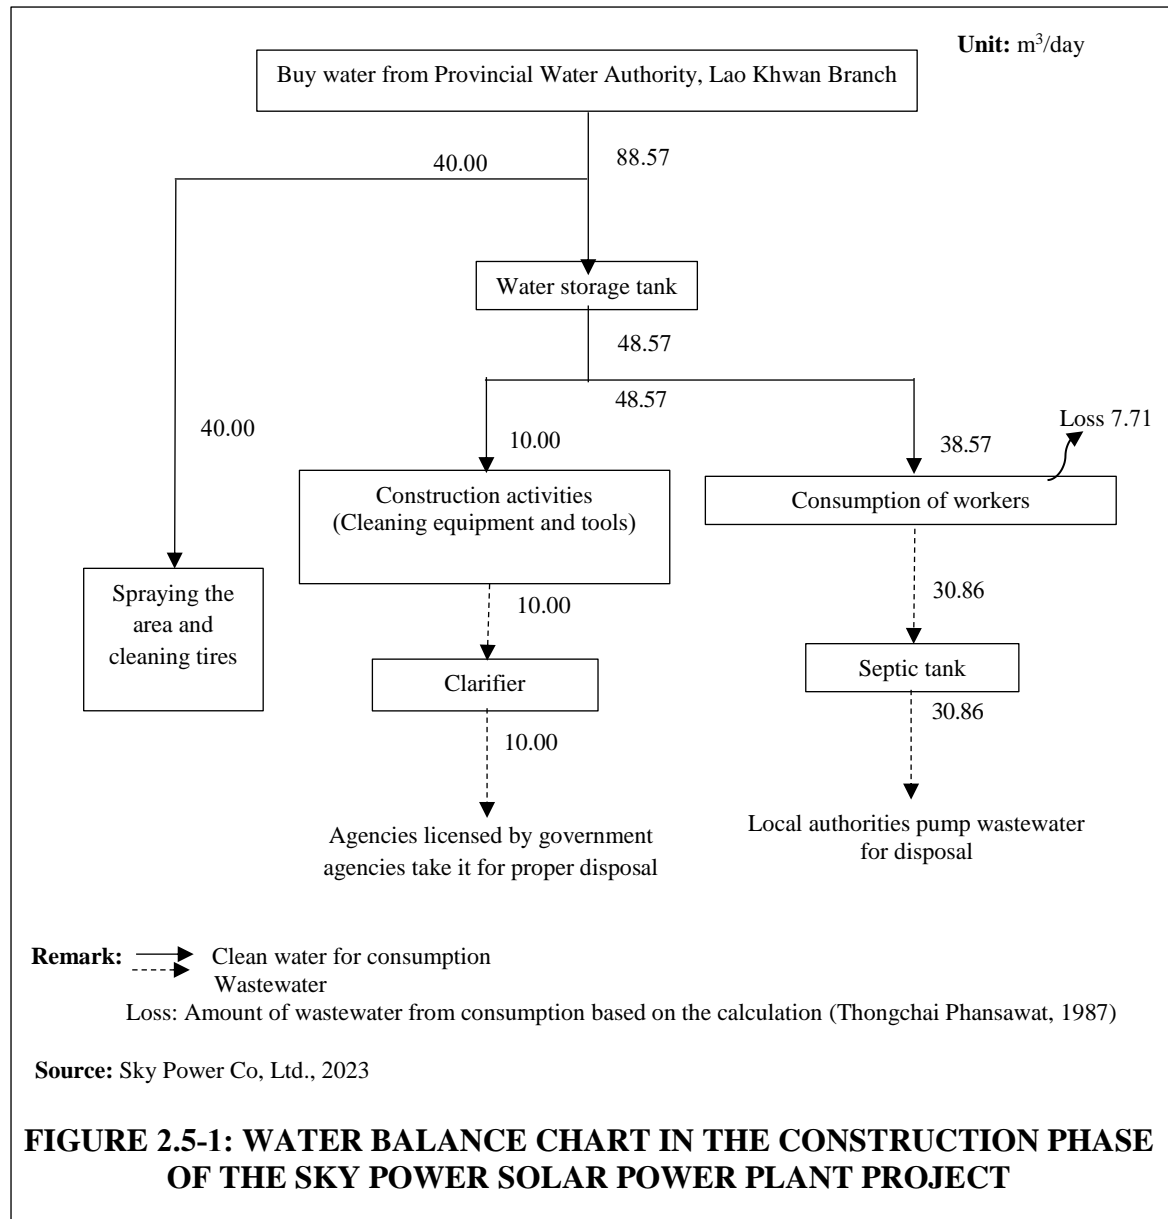 Unit: m³/day
Buy water from Provincial Water Authority, Lao Khwan Branch
40.00
88.57
Water storage tank
48.57
48.57
40.00
10.00
38.57
Loss 7.71
Construction activities
(Cleaning equipment and tools)
Consumption of workers
Spraying the
area and
cleaning tires
10.00
30.86
Clarifier
Septic tank
10.00
30.86
Agencies licensed by government
agencies take it for proper disposal
Local authorities pump wastewater
for disposal
Remark: Clean water for consumption
Wastewater
Loss: Amount of wastewater from consumption based on the calculation (Thongchai Phansawat, 1987)
Source: Sky Power Co, Ltd., 2023
FIGURE 2.5-1: WATER BALANCE CHART IN THE CONSTRUCTION PHASE
OF THE SKY POWER SOLAR POWER PLANT PROJECT